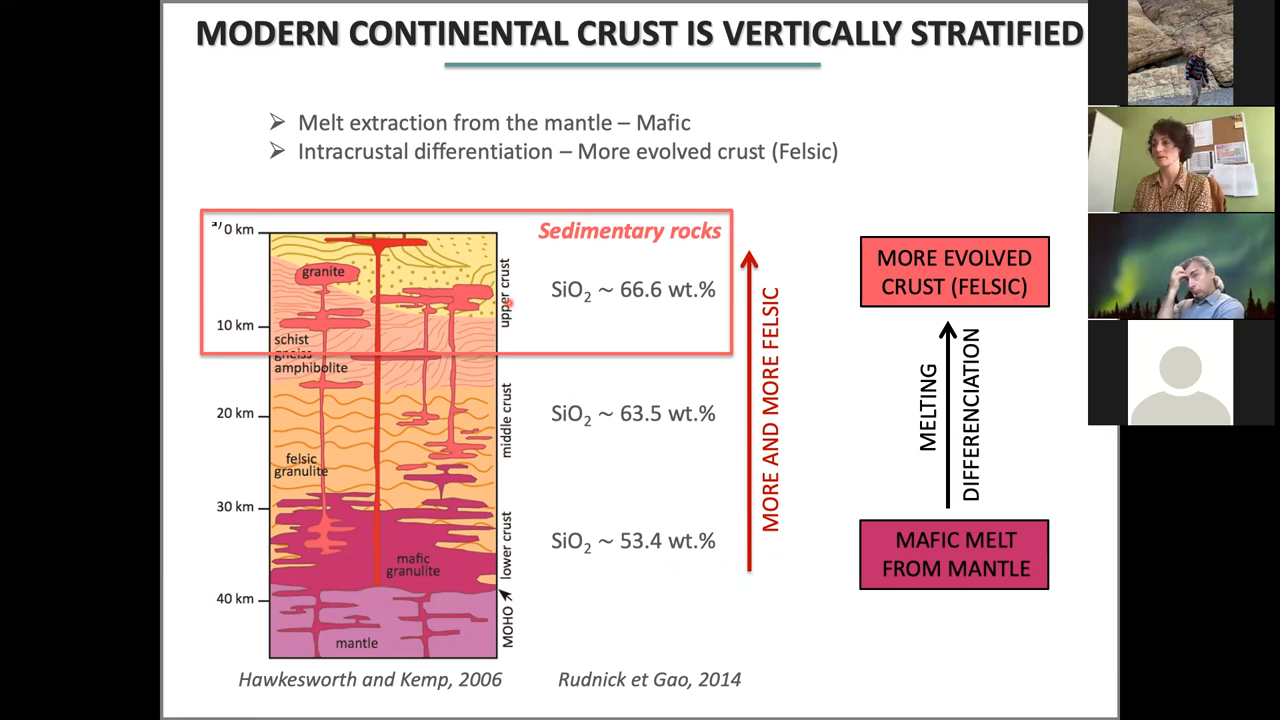 MODERN CONTINENTAL CRUST IS VERTICALLY STRATIFIED
➢ Melt extraction from the mantle – Mafic
➢ Intracrustal differentiation – More evolved crust (Felsic)
0 km
10 km
20 km
30 km
40 km
granite
schist
gneiss
amphibolite
felsic
granulite
mafic
granulite
mantle
upper crust
middle crust
lower crust
MOHO
Sedimentary rocks
SiO₂ ~ 66.6 wt.%
SiO₂ ~ 63.5 wt.%
SiO₂ ~ 53.4 wt.%
MORE AND MORE FELSIC
MORE EVOLVED
CRUST (FELSIC)
MELTING
DIFFERENCIATION
MAFIC MELT
FROM MANTLE
Hawkesworth and Kemp, 2006
Rudnick et Gao, 2014